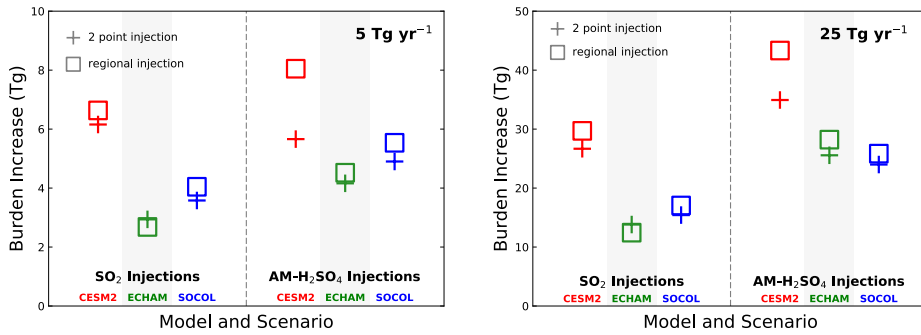 10
8
6
4
2
0
Burden Increase (Tg)
2 point injection
regional injection
5 Tg yr⁻¹
SO₂ Injections
AM–H₂SO₄ Injections
CESM2 ECHAM SOCOL
CESM2 ECHAM SOCOL
Model and Scenario
50
40
30
20
10
0
Burden Increase (Tg)
2 point injection
regional injection
25 Tg yr⁻¹
SO₂ Injections
AM–H₂SO₄ Injections
CESM2 ECHAM SOCOL
CESM2 ECHAM SOCOL
Model and Scenario